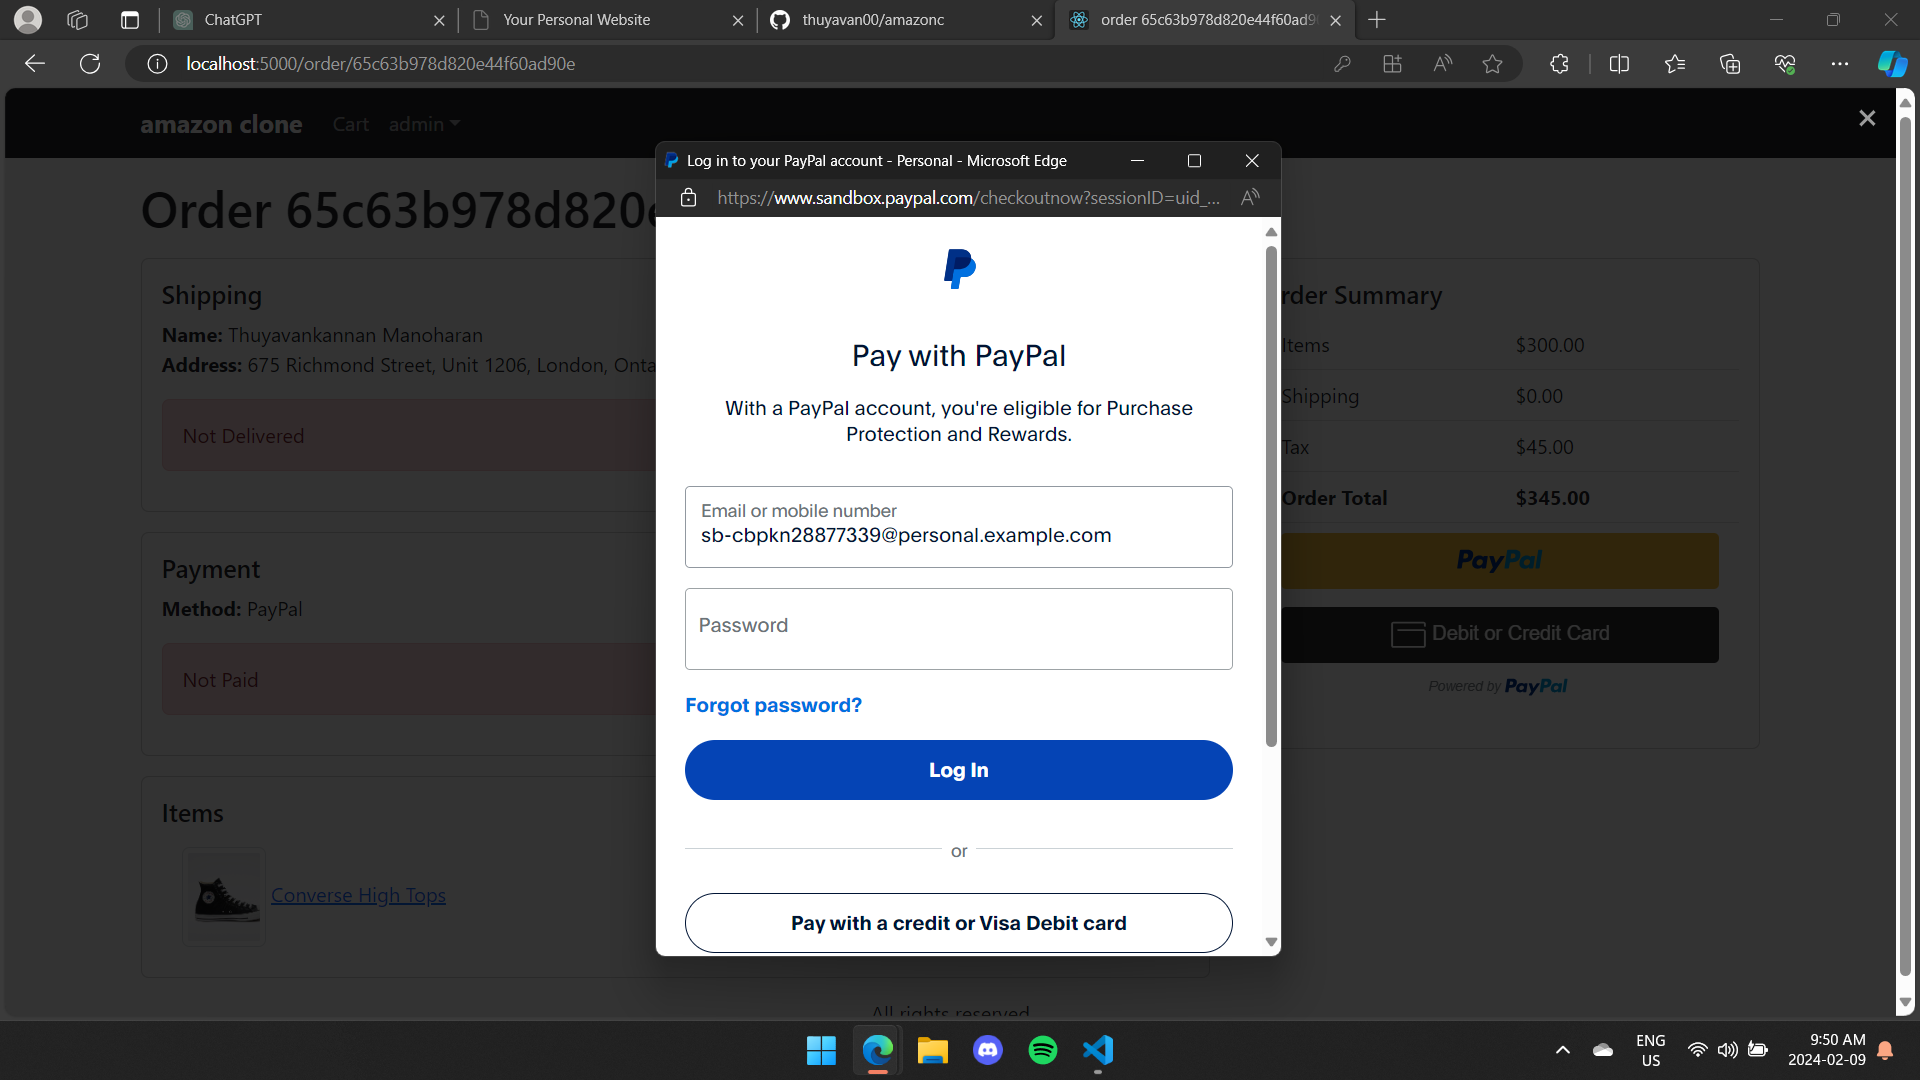 ChatGPT
Your Personal Website
thuyavan00/amazonc
order 65c63b978d820e44f60ad9
localhost:5000/order/65c63b978d820e44f60ad90e
amazon clone
Cart
admin
Log in to your PayPal account - Personal - Microsoft Edge
https://www.sandbox.paypal.com/checkoutnow?sessionID=uid_...
Order 65c63b978d820
Shipping
Name: Thuyavankannan Manoharan
Address: 675 Richmond Street, Unit 1206, London, Onta
Not Delivered
Payment
Method: PayPal
Not Paid
Items
Converse High Tops
Pay with PayPal
With a PayPal account, you're eligible for Purchase
Protection and Rewards.
Email or mobile number
sb-cbpkn28877339@personal.example.com
Password
Forgot password?
Log In
or
Pay with a credit or Visa Debit card
rder Summary
Items $300.00
Shipping $0.00
Tax $45.00
Order Total $345.00
PayPal
Debit or Credit Card
Powered by PayPal
All rights reserved
ENG
US
9:50 AM
2024-02-09